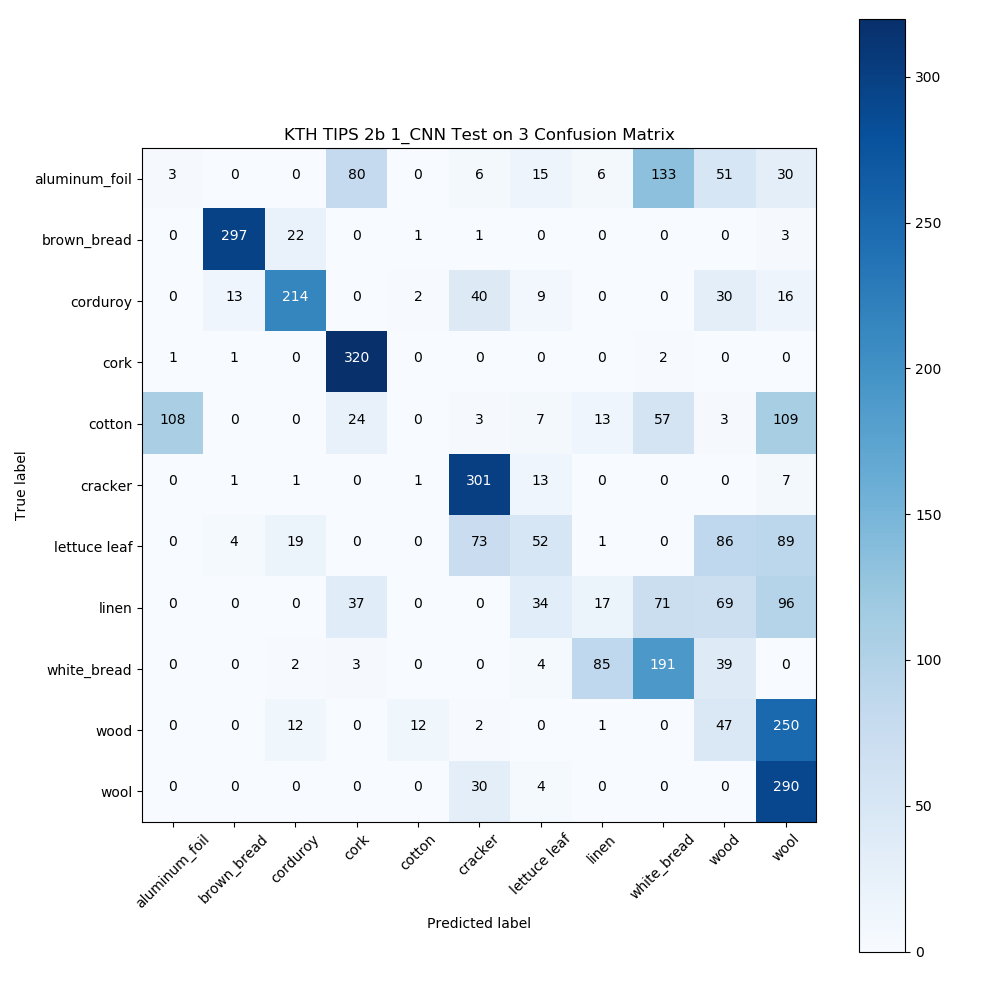 KTH TIPS 2b 1_CNN Test on 3 Confusion Matrix
aluminum_foil 3 0 0 80 0 6 15 6 133 51 30
brown_bread 0 297 22 0 1 1 0 0 0 0 3
corduroy 0 13 214 0 2 40 9 0 0 30 16
cork 1 1 0 320 0 0 0 0 2 0 0
cotton 108 0 0 24 0 3 7 13 57 3 109
cracker 0 1 1 0 1 301 13 0 0 0 7
lettuce leaf 0 4 19 0 0 73 52 1 0 86 89
linen 0 0 0 37 0 0 34 17 71 69 96
white_bread 0 0 2 3 0 0 4 85 191 39 0
wood 0 0 12 0 12 2 0 1 0 47 250
wool 0 0 0 0 0 30 4 0 0 0 290
aluminum_foil brown_bread corduroy cork cotton cracker lettuce leaf linen white_bread wood wool
Predicted label
True label
300
250
200
150
100
50
0